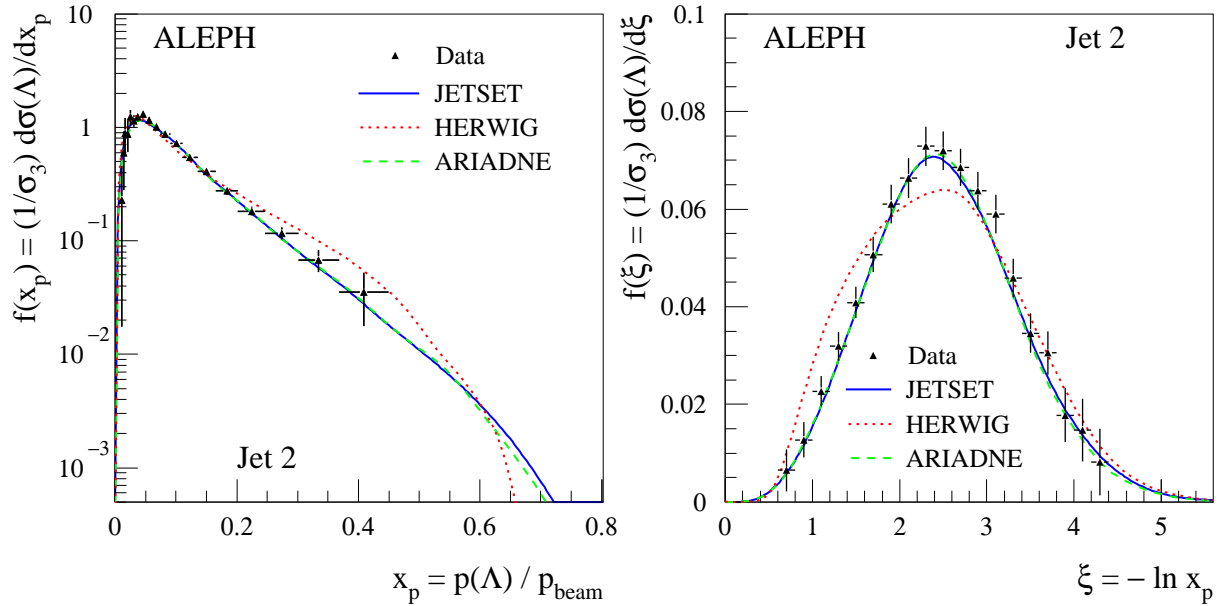 f(x_p) = (1/σ_3) dσ(Λ)/dx_p
10
1
10^−1
10^−2
10^−3
ALEPH
Data
JETSET
HERWIG
ARIADNE
Jet 2
0 0.2 0.4 0.6 0.8
x_p = p(Λ) / p_beam
f(ξ) = (1/σ_3) dσ(Λ)/dξ
0.1
0.08
0.06
0.04
0.02
0
ALEPH Jet 2
Data
JETSET
HERWIG
ARIADNE
0 1 2 3 4 5
ξ = − ln x_p